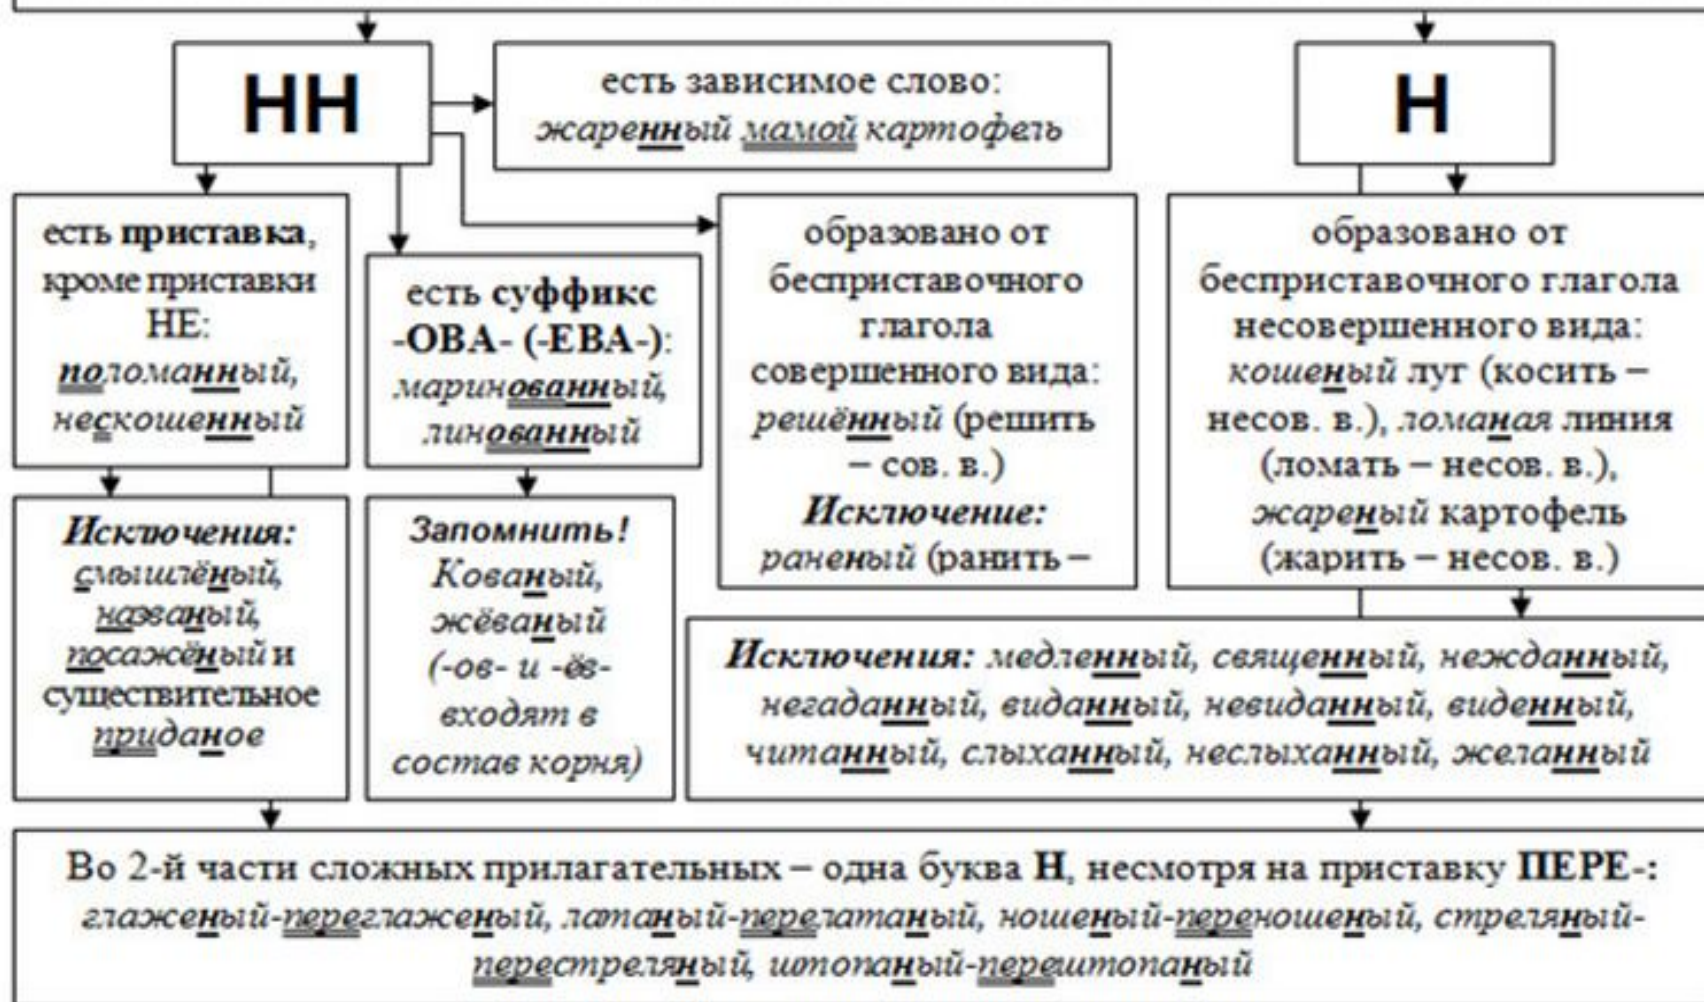 НН
есть зависимое слово:
жаренный мамой картофель
Н
есть приставка,
кроме приставки
НЕ:
поломанный,
нескошенный
есть суффикс
-ОВА- (-ЕВА-):
маринованный,
линованный
образовано от
бесприставочного
глагола
совершенного вида:
решённый (решить
– сов. в.)
Исключение:
раненый (ранить –
образовано от
бесприставочного глагола
несовершенного вида:
кошеный луг (косить –
несов. в.), ломаная линия
(ломать – несов. в.),
жареный картофель
(жарить – несов. в.)
Исключения:
смышлёный,
названый,
посажёный и
существительное
приданое
Запомнить!
Кованый,
жёваный
(-ов- и -ёв-
входят в
состав корня)
Исключения: медленный, священный, нежданный,
негаданный, виданный, невиданный, виденный,
читанный, слыханный, неслыханный, желанный
Во 2-й части сложных прилагательных – одна буква Н, несмотря на приставку ПЕРЕ-:
глаженый-переглаженый, латаный-перелатаный, ношеный-переношеный, стреляный-
перестреляный, штопаный-перештопаный